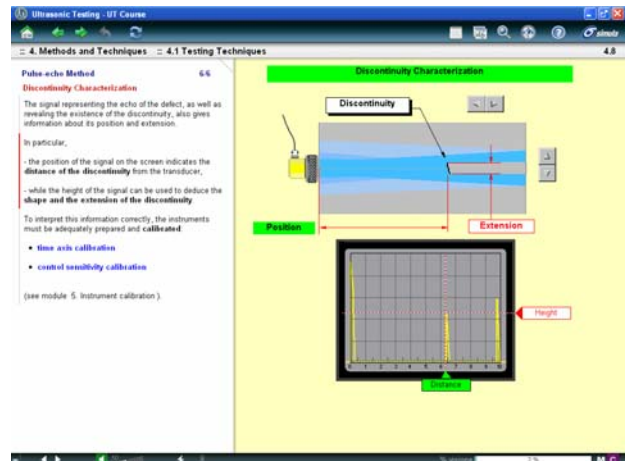 Ultrasonic Testing - UT Course
simota
:: 4. Methods and Techniques :: 4.1 Testing Techniques
4.8
Pulse-echo Method
6/6
Discontinuity Characterization
The signal representing the echo of the defect, as well as
revealing the existence of the discontinuity, also gives
information about its position and extension.
In particular,
- the position of the signal on the screen indicates the
distance of the discontinuity from the transducer,
- while the height of the signal can be used to deduce the
shape and the extension of the discontinuity
To interpret this information correctly, the instruments
must be adequately prepared and calibrated:
• time axis calibration
• control sensitivity calibration
(see module 5. Instrument calibration ).
Discontinuity Characterization
Discontinuity
Position
Extension
Height
0 1 2 3 4 5 6 7 8 9 10
Distance
M C